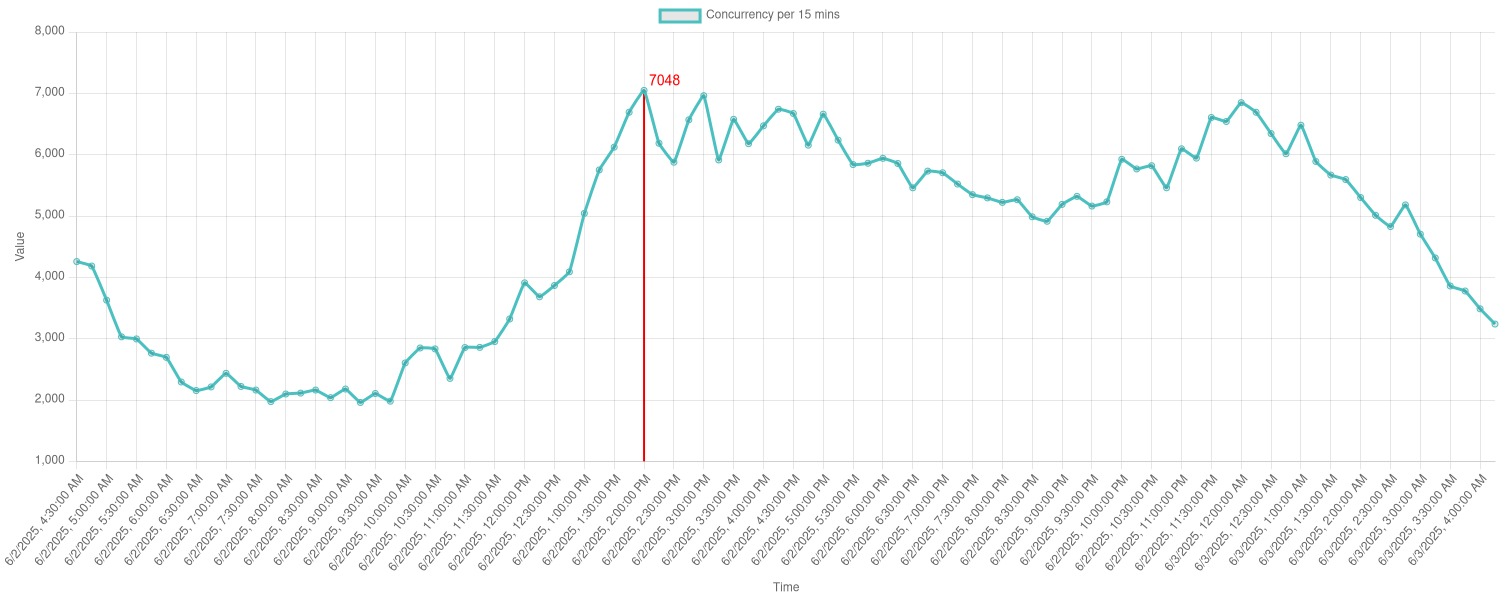 Concurrency per 15 mins
8,000
7,000
6,000
5,000
4,000
3,000
2,000
1,000
Value
7048
6/2/2025, 4:30:00 AM
6/2/2025, 5:00:00 AM
6/2/2025, 5:30:00 AM
6/2/2025, 6:00:00 AM
6/2/2025, 6:30:00 AM
6/2/2025, 7:00:00 AM
6/2/2025, 7:30:00 AM
6/2/2025, 8:00:00 AM
6/2/2025, 8:30:00 AM
6/2/2025, 9:00:00 AM
6/2/2025, 9:30:00 AM
6/2/2025, 10:00:00 AM
6/2/2025, 10:30:00 AM
6/2/2025, 11:00:00 AM
6/2/2025, 11:30:00 AM
6/2/2025, 12:00:00 PM
6/2/2025, 12:30:00 PM
6/2/2025, 1:00:00 PM
6/2/2025, 1:30:00 PM
6/2/2025, 2:00:00 PM
6/2/2025, 2:30:00 PM
6/2/2025, 3:00:00 PM
6/2/2025, 3:30:00 PM
6/2/2025, 4:00:00 PM
6/2/2025, 4:30:00 PM
6/2/2025, 5:00:00 PM
6/2/2025, 5:30:00 PM
6/2/2025, 6:00:00 PM
6/2/2025, 6:30:00 PM
6/2/2025, 7:00:00 PM
6/2/2025, 7:30:00 PM
6/2/2025, 8:00:00 PM
6/2/2025, 8:30:00 PM
6/2/2025, 9:00:00 PM
6/2/2025, 9:30:00 PM
6/2/2025, 10:00:00 PM
6/2/2025, 10:30:00 PM
6/2/2025, 11:00:00 PM
6/2/2025, 11:30:00 PM
6/3/2025, 12:00:00 AM
6/3/2025, 12:30:00 AM
6/3/2025, 1:00:00 AM
6/3/2025, 1:30:00 AM
6/3/2025, 2:00:00 AM
6/3/2025, 2:30:00 AM
6/3/2025, 3:00:00 AM
6/3/2025, 3:30:00 AM
6/3/2025, 4:00:00 AM
Time